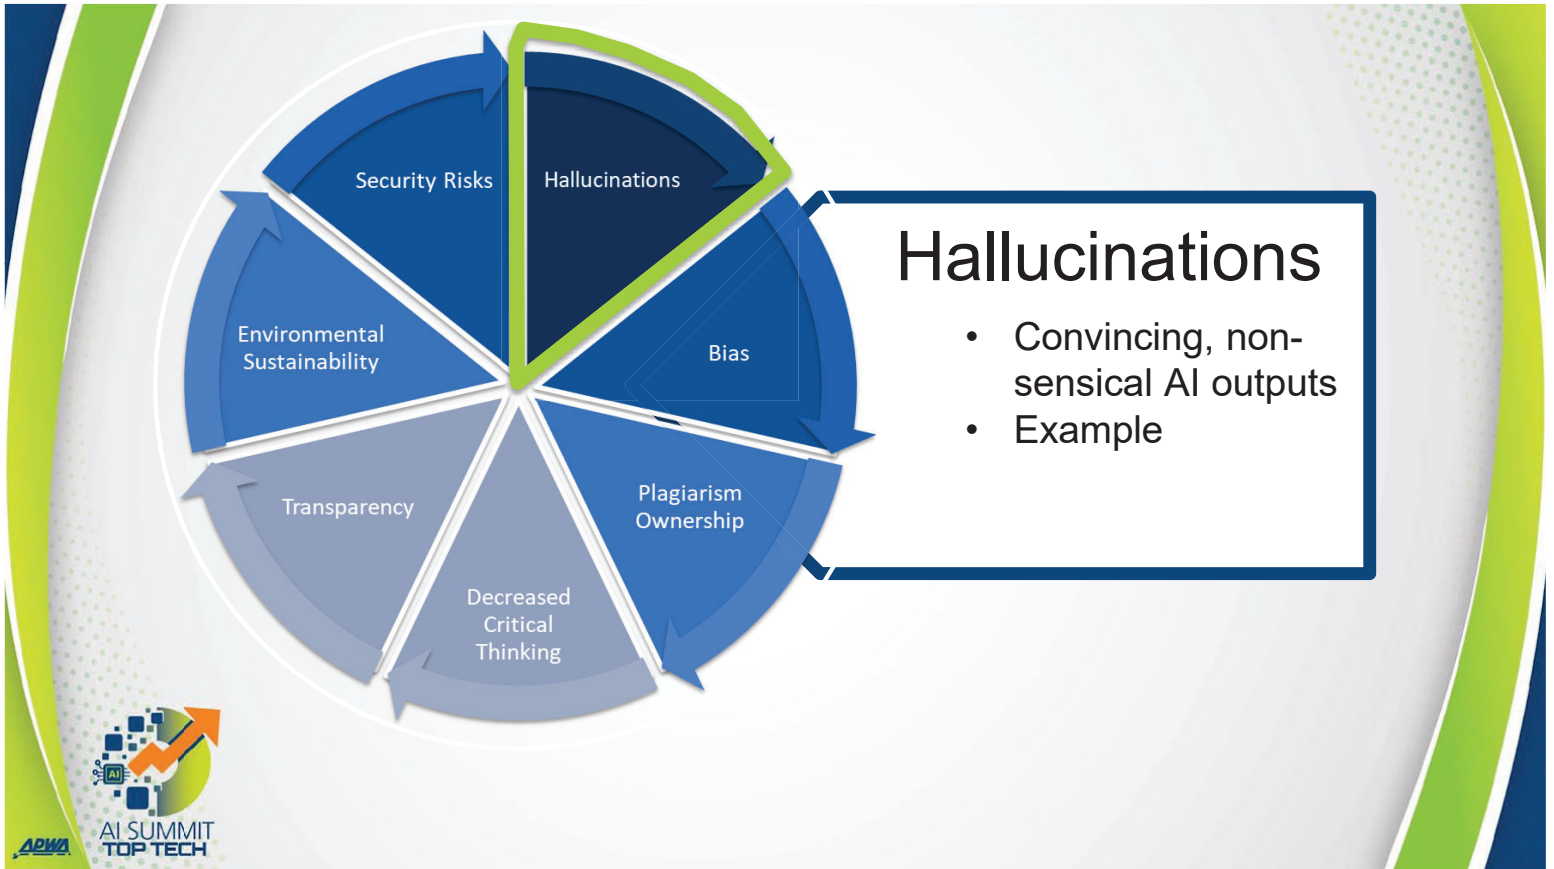 Security Risks
Hallucinations
Environmental
Sustainability
Bias
Transparency
Plagiarism
Ownership
Decreased
Critical
Thinking
Hallucinations
• Convincing, non-
sensical AI outputs
• Example
AI
AI SUMMIT
TOP TECH
APWA